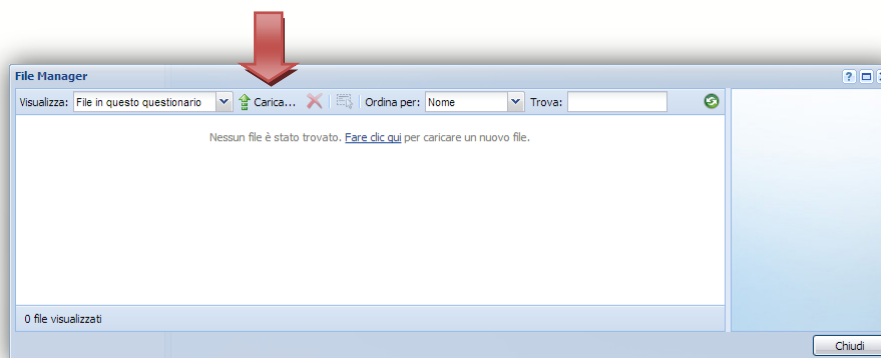 File Manager
Visualizza: File in questo questionario Carica... Ordina per: Nome Trova:
Nessun file è stato trovato. Fare clic qui per caricare un nuovo file.
0 file visualizzati
Chiudi